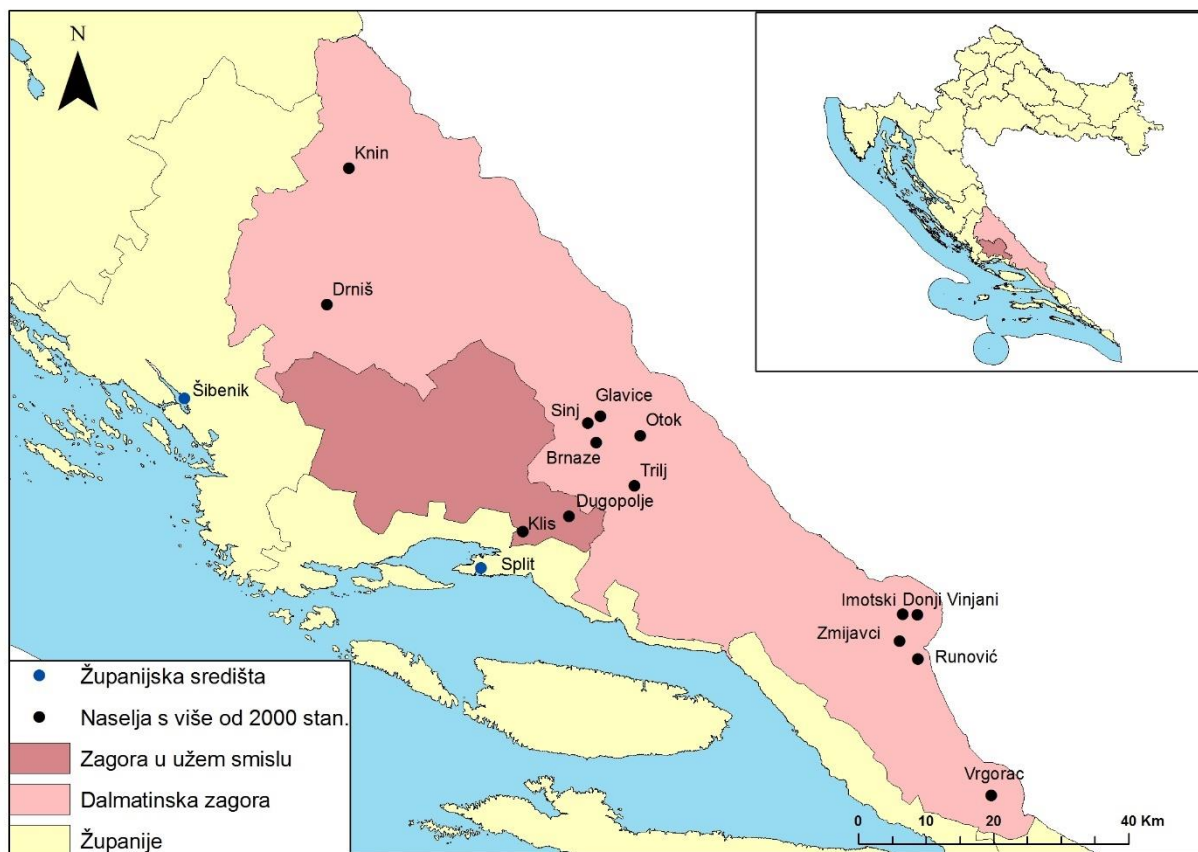 N
Knin
Drniš
Šibenik
Glavice
Sinj
Otok
Brnaze
Trilj
Dugopolje
Klis
Split
Imotski
Donji Vinjani
Zmijavci
Runović
Vrgorac
Županijska središta
Naselja s više od 2000 stan.
Zagora u užem smislu
Dalmatinska zagora
Županije
0 10 20 40 Km